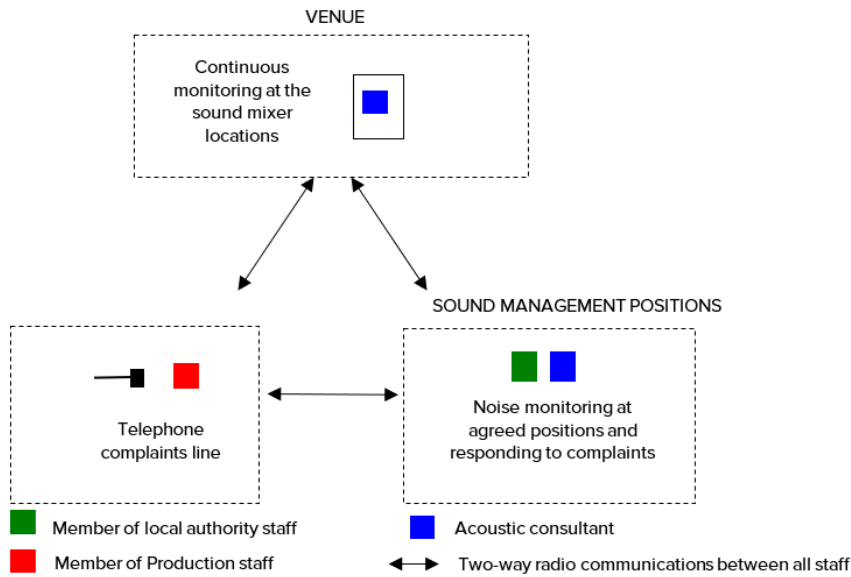 VENUE
Continuous
monitoring at the
sound mixer
locations
SOUND MANAGEMENT POSITIONS
Telephone
complaints line
Noise monitoring at
agreed positions and
responding to complaints
Member of local authority staff
Acoustic consultant
Member of Production staff
Two-way radio communications between all staff